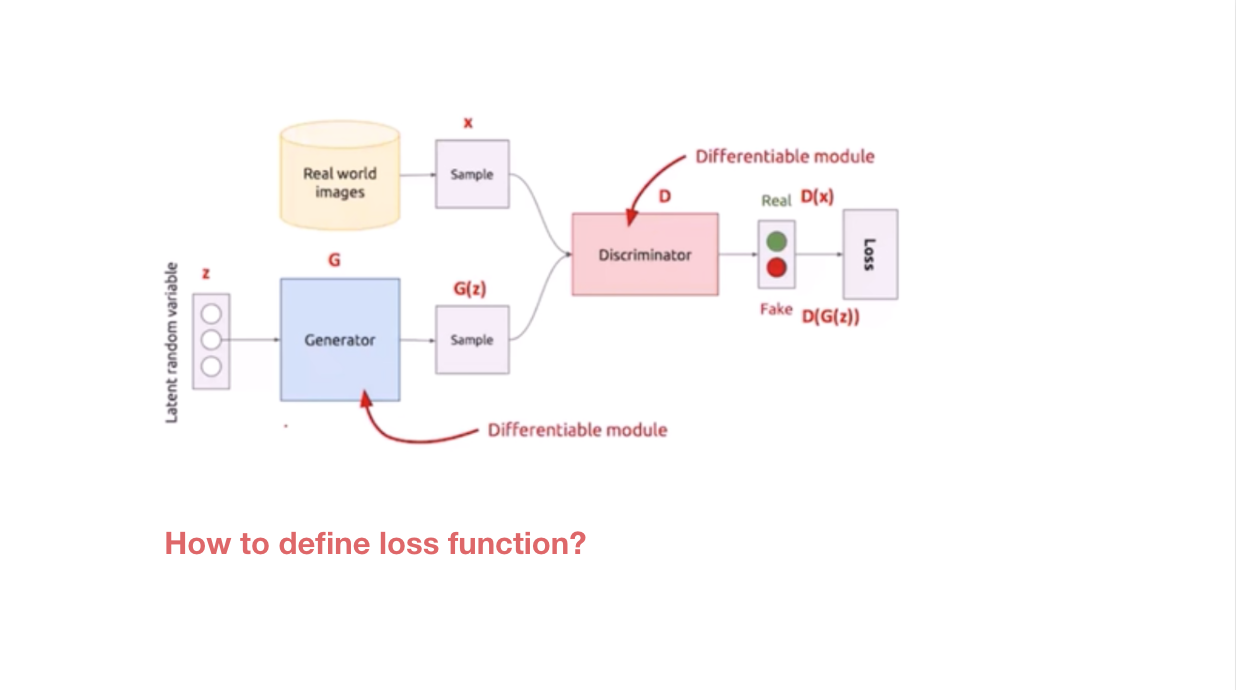 x
Differentiable module
Real world
images
Sample
D
Real D(x)
Discriminator
Loss
G
z
G(z)
Latent random variable
Generator
Sample
Fake D(G(z))
Differentiable module
How to define loss function?